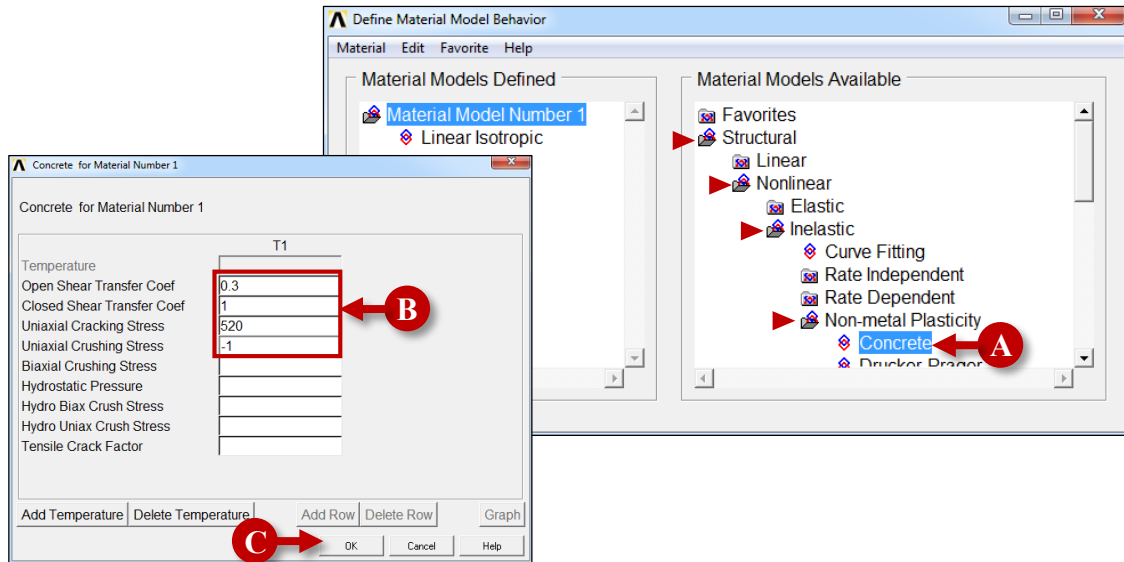 Define Material Model Behavior
Material Edit Favorite Help
Material Models Defined
Material Model Number 1
Linear Isotropic
Material Models Available
Favorites
Structural
Linear
Nonlinear
Elastic
Inelastic
Curve Fitting
Rate Independent
Rate Dependent
Non-metal Plasticity
Concrete
A
Drucker-Prager
Concrete for Material Number 1
Concrete for Material Number 1
T1
Temperature
Open Shear Transfer Coef 0.3
Closed Shear Transfer Coef 1
B
Uniaxial Cracking Stress 520
Uniaxial Crushing Stress -1
Biaxial Crushing Stress
Hydrostatic Pressure
Hydro Biax Crush Stress
Hydro Uniax Crush Stress
Tensile Crack Factor
Add Temperature Delete Temperature Add Row Delete Row Graph
C
OK Cancel Help